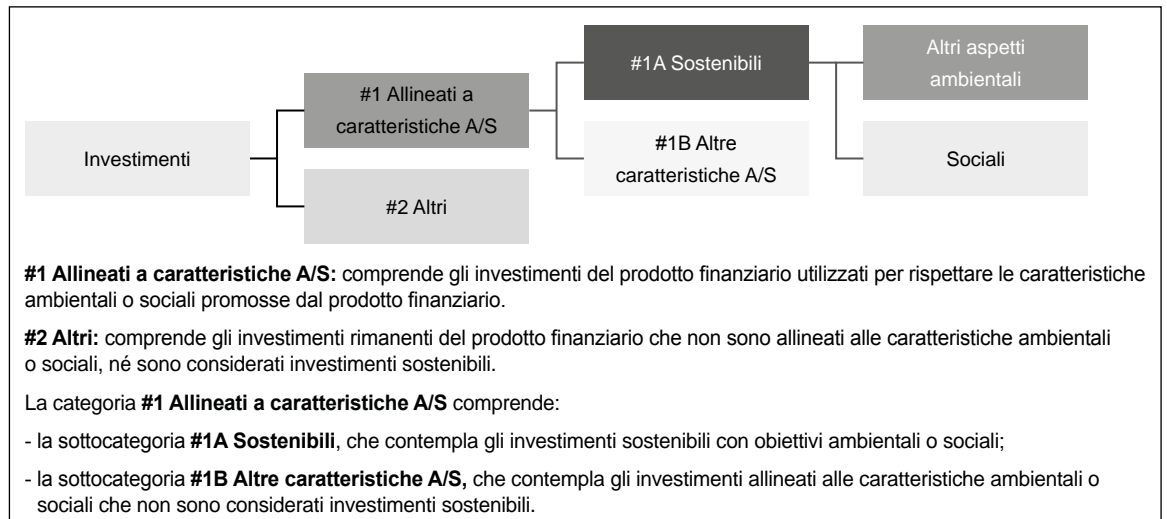 Investimenti
#1 Allineati a
caratteristiche A/S
#2 Altri
#1A Sostenibili
#1B Altre
caratteristiche A/S
Altri aspetti
ambientali
Sociali
#1 Allineati a caratteristiche A/S: comprende gli investimenti del prodotto finanziario utilizzati per rispettare le caratteristiche
ambientali o sociali promosse dal prodotto finanziario.
#2 Altri: comprende gli investimenti rimanenti del prodotto finanziario che non sono allineati alle caratteristiche ambientali
o sociali, né sono considerati investimenti sostenibili.
La categoria #1 Allineati a caratteristiche A/S comprende:
- la sottocategoria #1A Sostenibili, che contempla gli investimenti sostenibili con obiettivi ambientali o sociali;
- la sottocategoria #1B Altre caratteristiche A/S, che contempla gli investimenti allineati alle caratteristiche ambientali o
sociali che non sono considerati investimenti sostenibili.